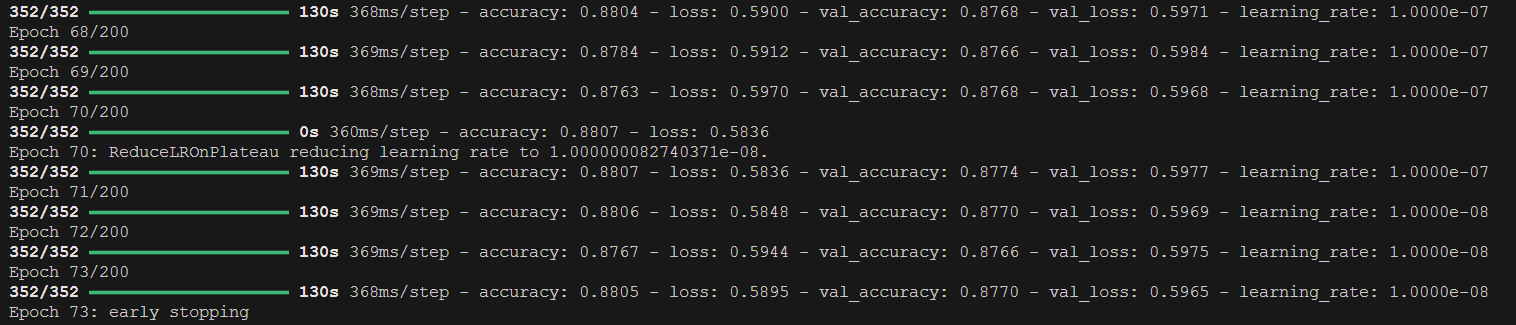 352/352 ━━━━━━━━━━━━━━━━━━━━ 130s 368ms/step - accuracy: 0.8804 - loss: 0.5900 - val_accuracy: 0.8768 - val_loss: 0.5971 - learning_rate: 1.0000e-07
Epoch 68/200
352/352 ━━━━━━━━━━━━━━━━━━━━ 130s 369ms/step - accuracy: 0.8784 - loss: 0.5912 - val_accuracy: 0.8766 - val_loss: 0.5984 - learning_rate: 1.0000e-07
Epoch 69/200
352/352 ━━━━━━━━━━━━━━━━━━━━ 130s 368ms/step - accuracy: 0.8763 - loss: 0.5970 - val_accuracy: 0.8768 - val_loss: 0.5968 - learning_rate: 1.0000e-07
Epoch 70/200
352/352 ━━━━━━━━━━━━━━━━━━━━ 0s 360ms/step - accuracy: 0.8807 - loss: 0.5836
Epoch 70: ReduceLROnPlateau reducing learning rate to 1.000000082740371e-08.
352/352 ━━━━━━━━━━━━━━━━━━━━ 130s 369ms/step - accuracy: 0.8807 - loss: 0.5836 - val_accuracy: 0.8774 - val_loss: 0.5977 - learning_rate: 1.0000e-07
Epoch 71/200
352/352 ━━━━━━━━━━━━━━━━━━━━ 130s 369ms/step - accuracy: 0.8806 - loss: 0.5848 - val_accuracy: 0.8770 - val_loss: 0.5969 - learning_rate: 1.0000e-08
Epoch 72/200
352/352 ━━━━━━━━━━━━━━━━━━━━ 130s 369ms/step - accuracy: 0.8767 - loss: 0.5944 - val_accuracy: 0.8766 - val_loss: 0.5975 - learning_rate: 1.0000e-08
Epoch 73/200
352/352 ━━━━━━━━━━━━━━━━━━━━ 130s 368ms/step - accuracy: 0.8805 - loss: 0.5895 - val_accuracy: 0.8770 - val_loss: 0.5965 - learning_rate: 1.0000e-08
Epoch 73: early stopping